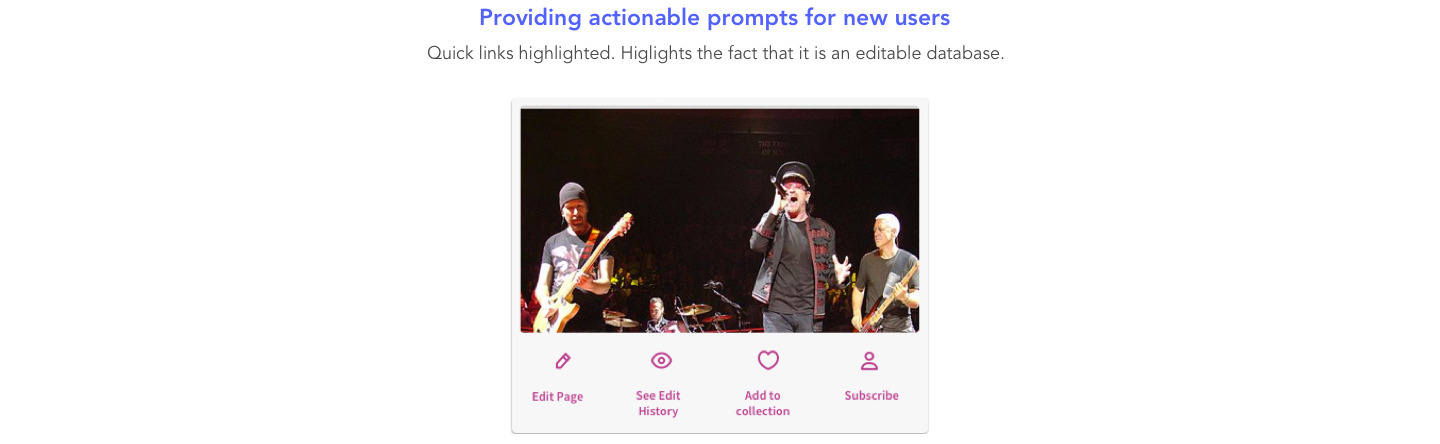 Providing actionable prompts for new users
Quick links highlighted. Higlights the fact that it is an editable database.
Edit Page
See Edit
History
Add to
collection
Subscribe